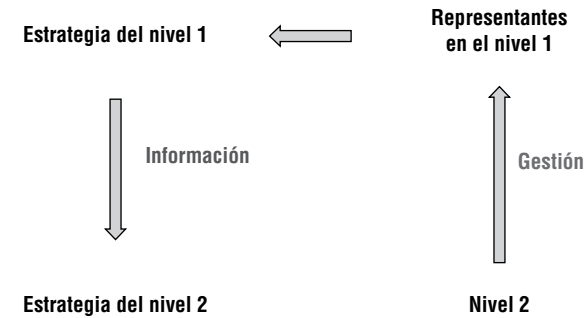 Estrategia del nivel 1
Representantes
en el nivel 1
Información
Gestión
Estrategia del nivel 2
Nivel 2